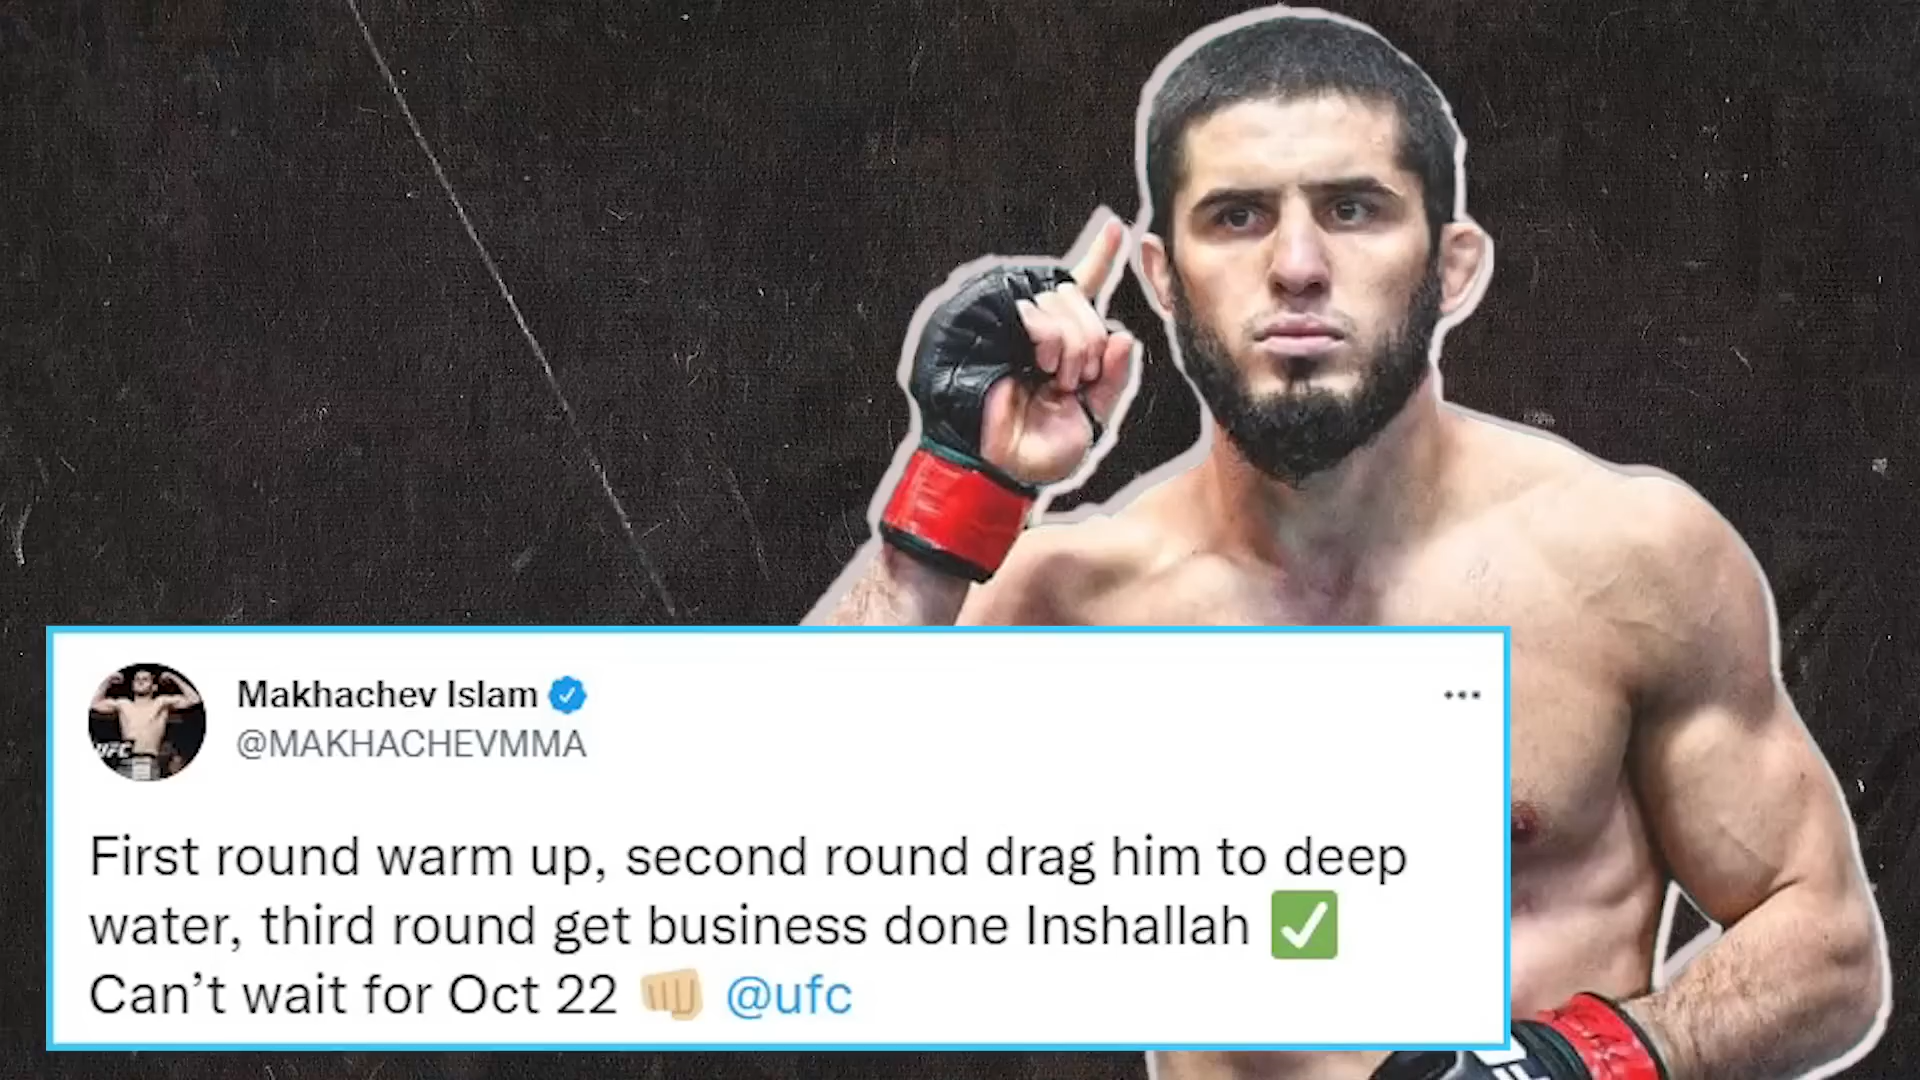 Makhachev Islam
@MAKHACHEVMMA
First round warm up, second round drag him to deep
water, third round get business done Inshallah ✅
Can't wait for Oct 22 👊🏼 @ufc
UFC